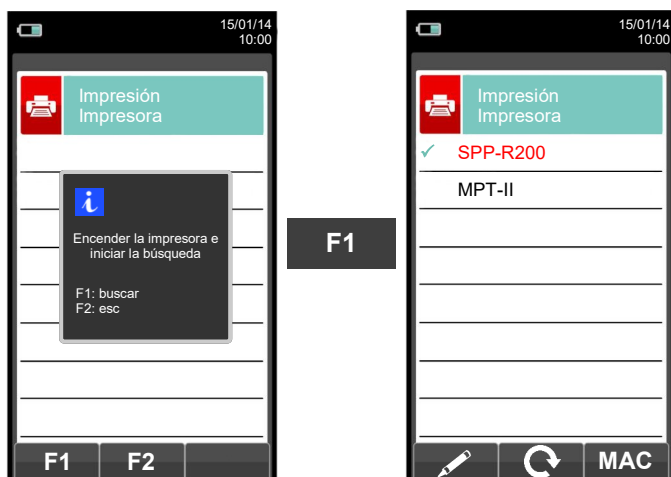 15/01/14
10:00
Impresión
Impresora
i
Encender la impresora e
iniciar la búsqueda
F1: buscar
F2: esc
F1
F2
F1
15/01/14
10:00
Impresión
Impresora
✓ SPP-R200
MPT-II
MAC